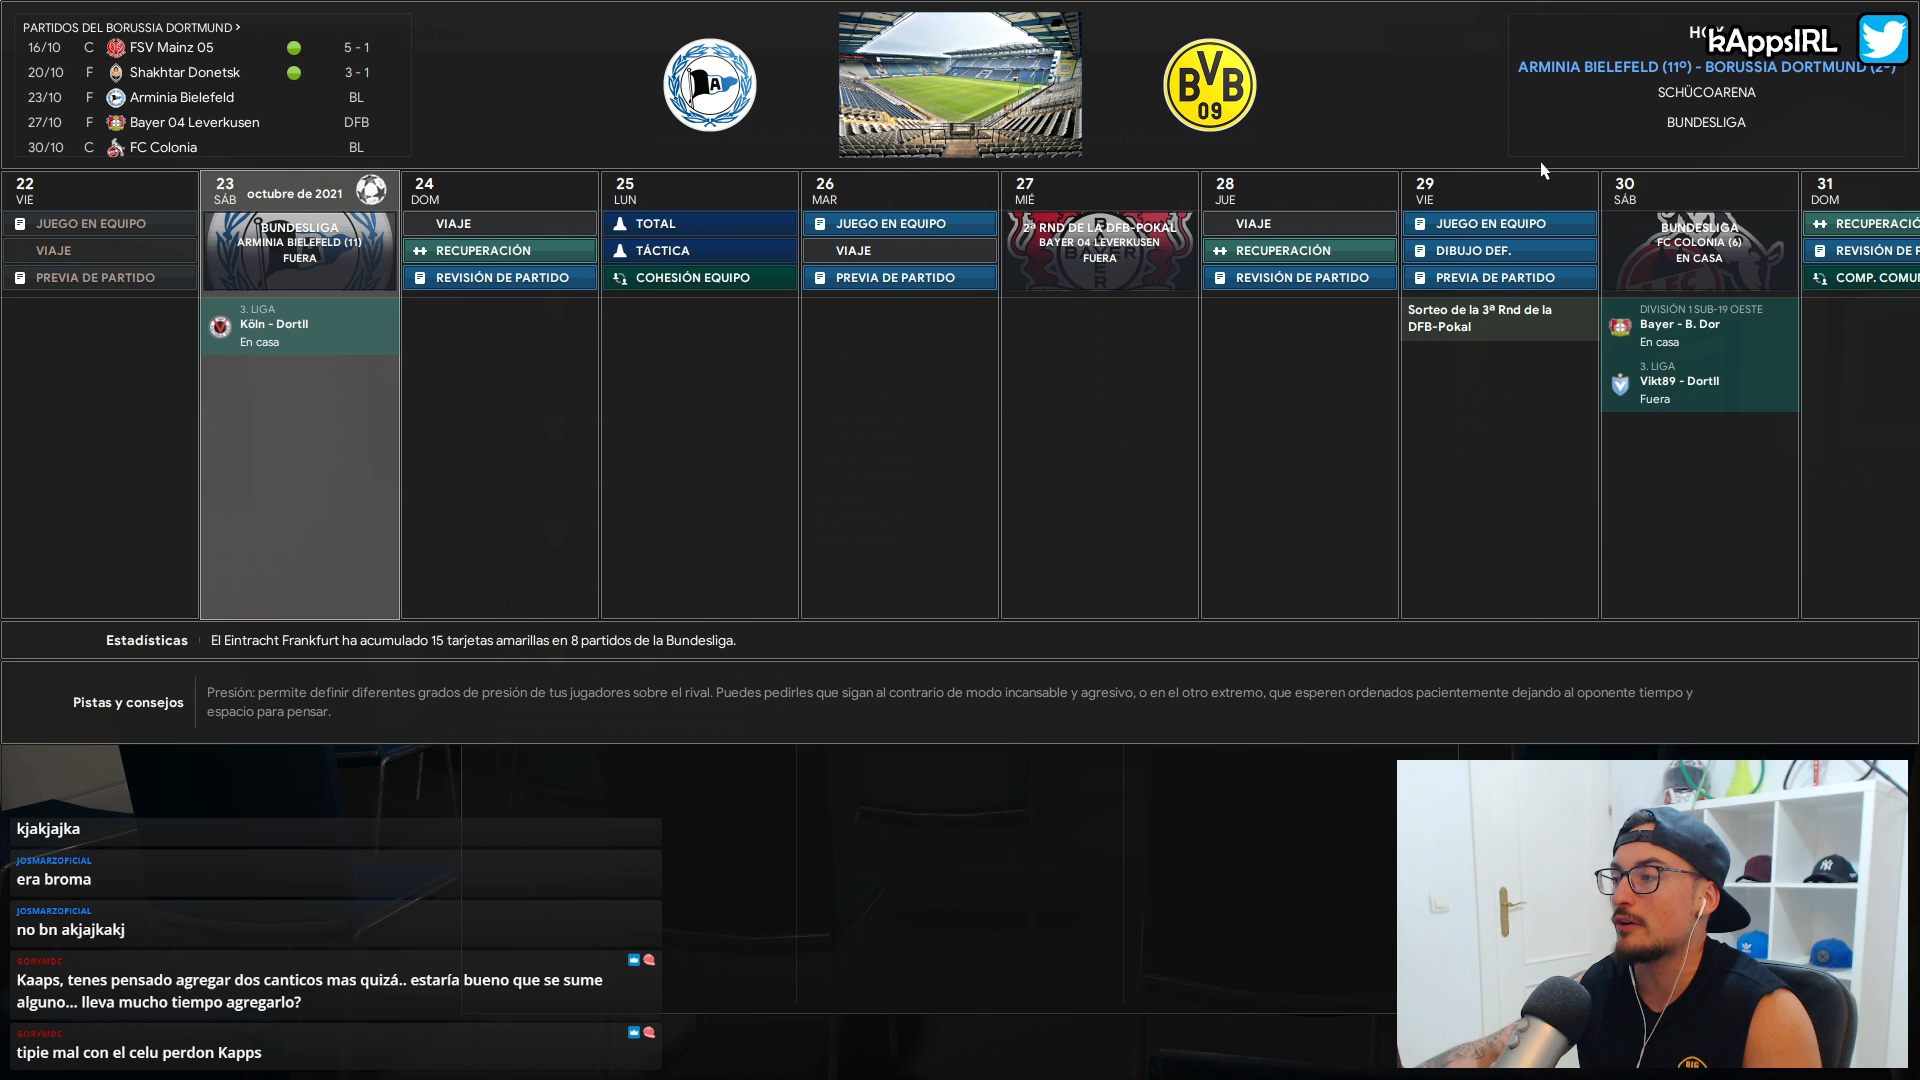 PARTIDOS DEL BORUSSIA DORTMUND >
16/10 C FSV Mainz 05 5 - 1
20/10 F Shakhtar Donetsk 3 - 1
23/10 F Arminia Bielefeld BL
27/10 F Bayer 04 Leverkusen DFB
30/10 C FC Colonia BL
A
BVB
09
kAppsIRL
ARMINIA BIELEFELD (11º) - BORUSSIA DORTMUND (2º)
SCHÜCOARENA
BUNDESLIGA
22
VIE
JUEGO EN EQUIPO
VIAJE
PREVIA DE PARTIDO
23
SÁB
octubre de 2021
BUNDESLIGA
ARMINIA BIELEFELD (11)
FUERA
3. LIGA
Köln - DortII
En casa
24
DOM
VIAJE
RECUPERACIÓN
REVISIÓN DE PARTIDO
25
LUN
TOTAL
TÁCTICA
COHESIÓN EQUIPO
26
MAR
JUEGO EN EQUIPO
VIAJE
PREVIA DE PARTIDO
27
MIÉ
2ª RND DE LA DFB-POKAL
BAYER 04 LEVERKUSEN
FUERA
28
JUE
VIAJE
RECUPERACIÓN
REVISIÓN DE PARTIDO
29
VIE
JUEGO EN EQUIPO
DIBUJO DEF.
PREVIA DE PARTIDO
Sorteo de la 3ª Rnd de la
DFB-Pokal
30
SÁB
BUNDESLIGA
FC COLONIA (6)
EN CASA
DIVISIÓN 1 SUB-19 OESTE
Bayer - B. Dor
En casa
3. LIGA
Vikt89 - DortII
Fuera
31
DOM
RECUPERACIÓ
REVISIÓN DE P
COMP. COMU
Estadísticas
El Eintracht Frankfurt ha acumulado 15 tarjetas amarillas en 8 partidos de la Bundesliga.
Pistas y consejos
Presión: permite definir diferentes grados de presión de tus jugadores sobre el rival. Puedes pedirles que sigan al contrario de modo incansable y agresivo, o en el otro extremo, que esperen ordenados pacientemente dejando al oponente tiempo y
espacio para pensar.
kjakjajka
JOSMARZOFICIAL
era broma
JOSMARZOFICIAL
no bn akjajkakj
GORYMDC
Kaaps, tenes pensado agregar dos canticos mas quizá.. estaría bueno que se sume
alguno... lleva mucho tiempo agregarlo?
GORYMDC
tipie mal con el celu perdon Kapps